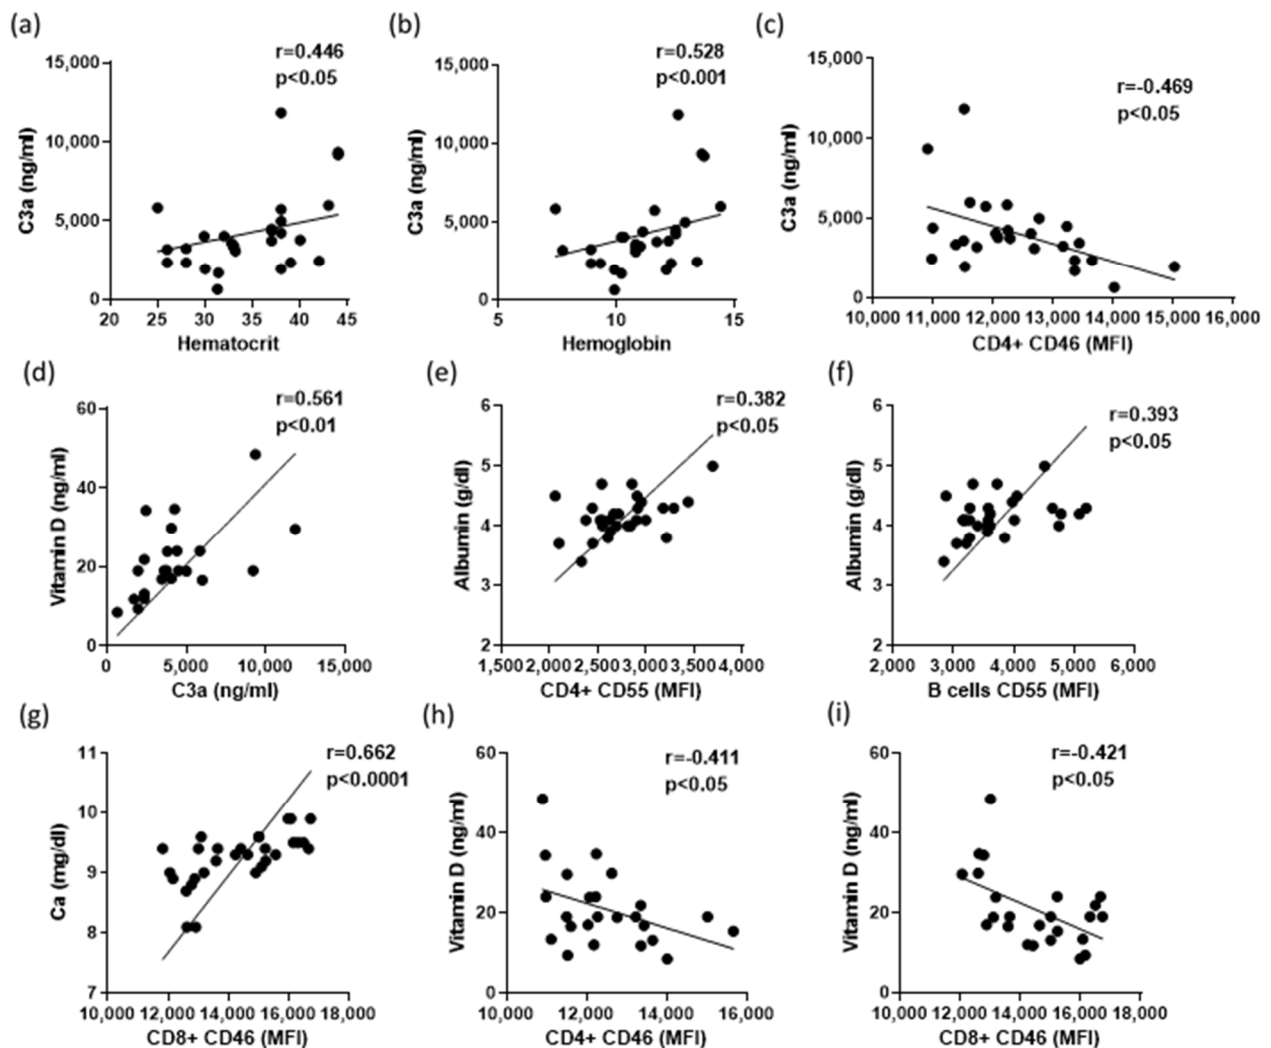 (a)
r=0.446
p<0.05
15,000
10,000
5,000
0
C3a (ng/ml)
20 25 30 35 40 45
Hematocrit
(b)
r=0.528
p<0.001
15,000
10,000
5,000
0
C3a (ng/ml)
5 10 15
Hemoglobin
(c)
r=-0.469
p<0.05
15,000
10,000
5,000
0
C3a (ng/ml)
10,000 11,000 12,000 13,000 14,000 15,000 16,000
CD4+ CD46 (MFI)
(d)
r=0.561
p<0.01
60
40
20
0
Vitamin D (ng/ml)
0 5,000 10,000 15,000
C3a (ng/ml)
(e)
r=0.382
p<0.05
6
5
4
3
2
Albumin (g/dl)
1,500 2,000 2,500 3,000 3,500 4,000
CD4+ CD55 (MFI)
(f)
r=0.393
p<0.05
6
5
4
3
2
Albumin (g/dl)
2,000 3,000 4,000 5,000 6,000
B cells CD55 (MFI)
(g)
r=0.662
p<0.0001
11
10
9
8
7
Ca (mg/dl)
10,000 12,000 14,000 16,000 18,000
CD8+ CD46 (MFI)
(h)
r=-0.411
p<0.05
60
40
20
0
Vitamin D (ng/ml)
10,000 12,000 14,000 16,000
CD4+ CD46 (MFI)
(i)
r=-0.421
p<0.05
60
40
20
0
Vitamin D (ng/ml)
10,000 12,000 14,000 16,000 18,000
CD8+ CD46 (MFI)